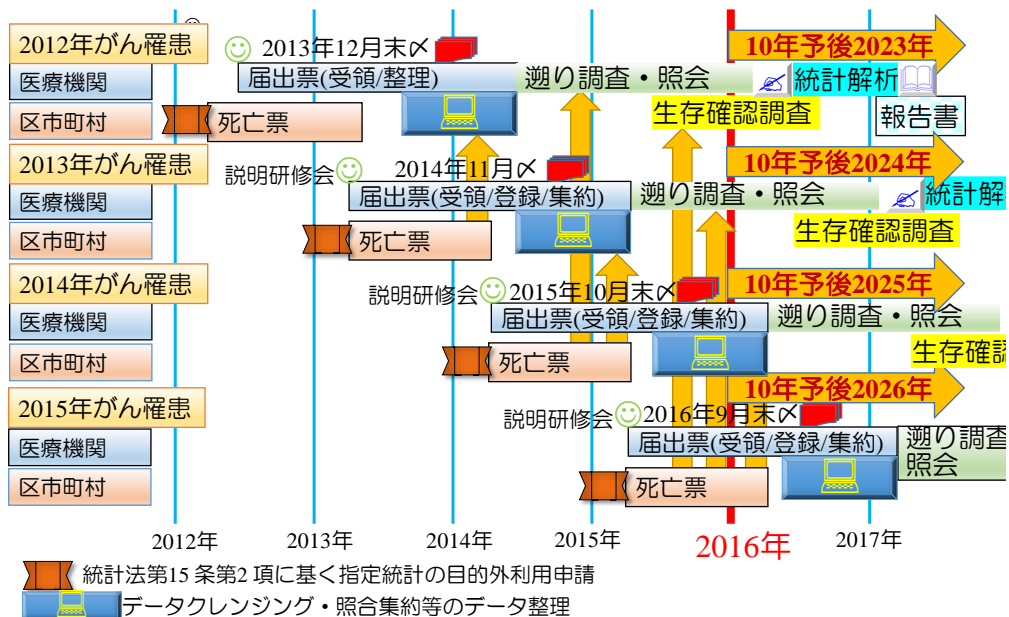 2012年がん罹患
2013年12月末〆
10年予後2023年
医療機関
届出票(受領/整理)
遡り調査・照会
統計解析
区市町村
死亡票
生存確認調査
報告書
2013年がん罹患
説明研修会
2014年11月〆
10年予後2024年
医療機関
届出票(受領/登録/集約)
遡り調査・照会
統計解
区市町村
死亡票
生存確認調査
2014年がん罹患
説明研修会
2015年10月末〆
10年予後2025年
医療機関
届出票(受領/登録/集約)
遡り調査・照会
区市町村
死亡票
生存確認
2015年がん罹患
10年予後2026年
説明研修会
2016年9月末〆
医療機関
届出票(受領/登録/集約)
遡り調査
照会
区市町村
死亡票
2012年
2013年
2014年
2015年
2016年
2017年
統計法第15 条第2 項に基く指定統計の目的外利用申請
データクレンジング・照合集約等のデータ整理